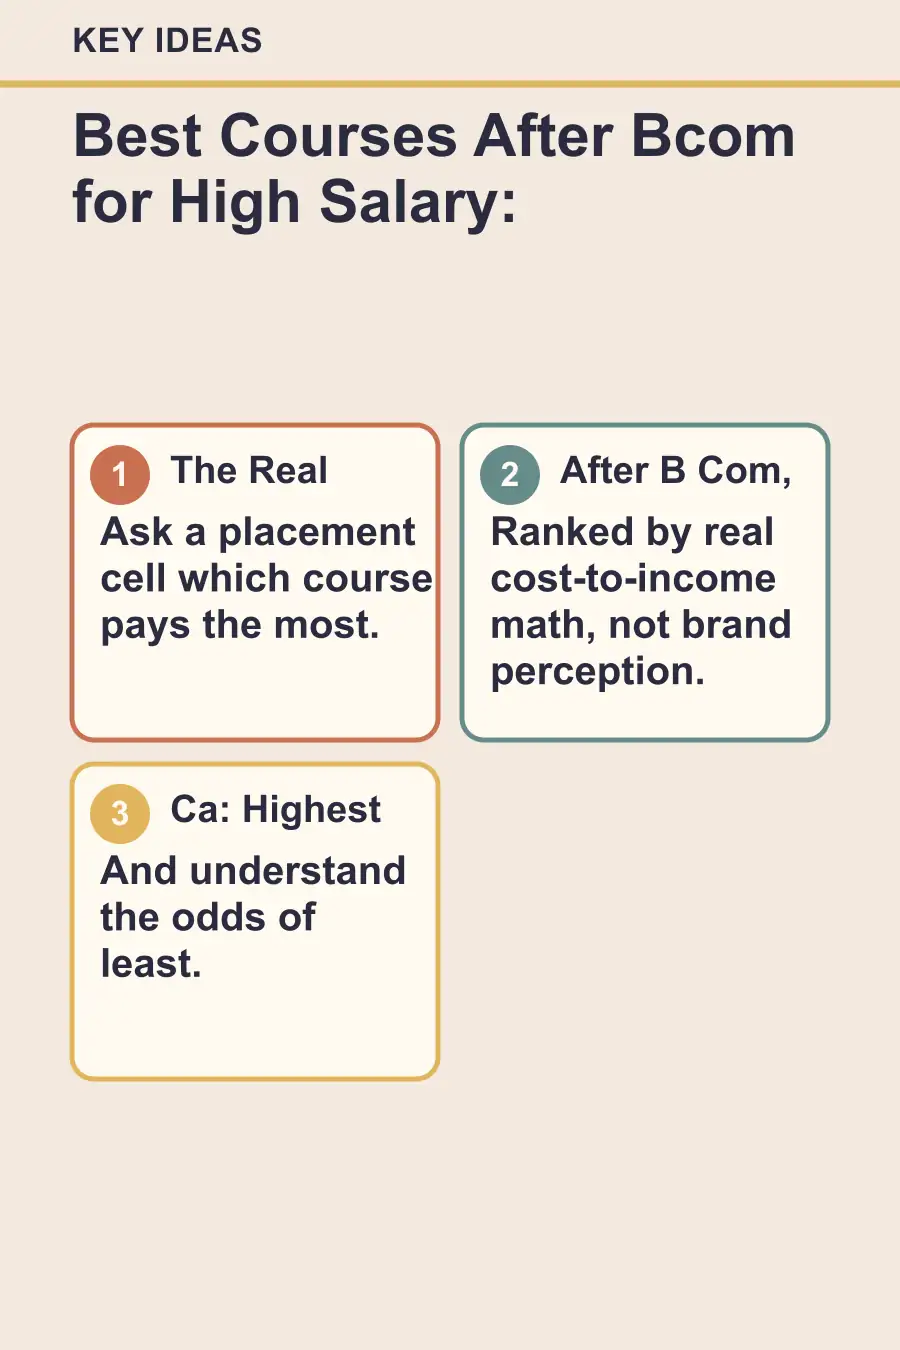 KEY IDEAS
Best Courses After Bcom
for High Salary:
1 The Real
Ask a placement
cell which course
pays the most.
2 After B Com,
Ranked by real
cost-to-income
math, not brand
perception.
3 Ca: Highest
And understand
the odds of
least.